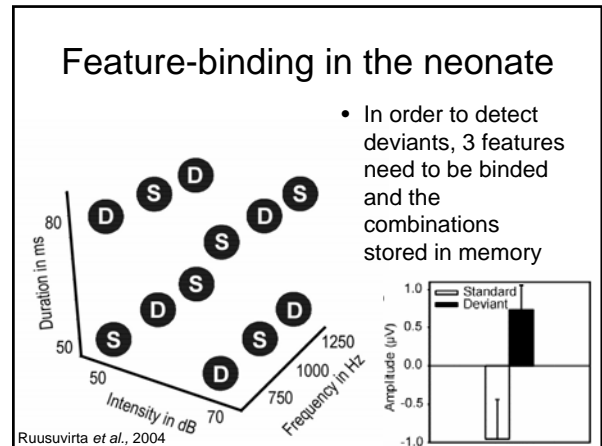 Feature-binding in the neonate
• In order to detect
deviants, 3 features
need to be binded
and the
combinations
stored in memory
D S D
S D S
S D S
D S D
80
50
Duration in ms
50
70
Intensity in dB
750
1000
1250
Frequency in Hz
Standard
Deviant
1.0
0.5
0.0
-0.5
-1.0
Amplitude (µV)
Ruusuvirta et al., 2004